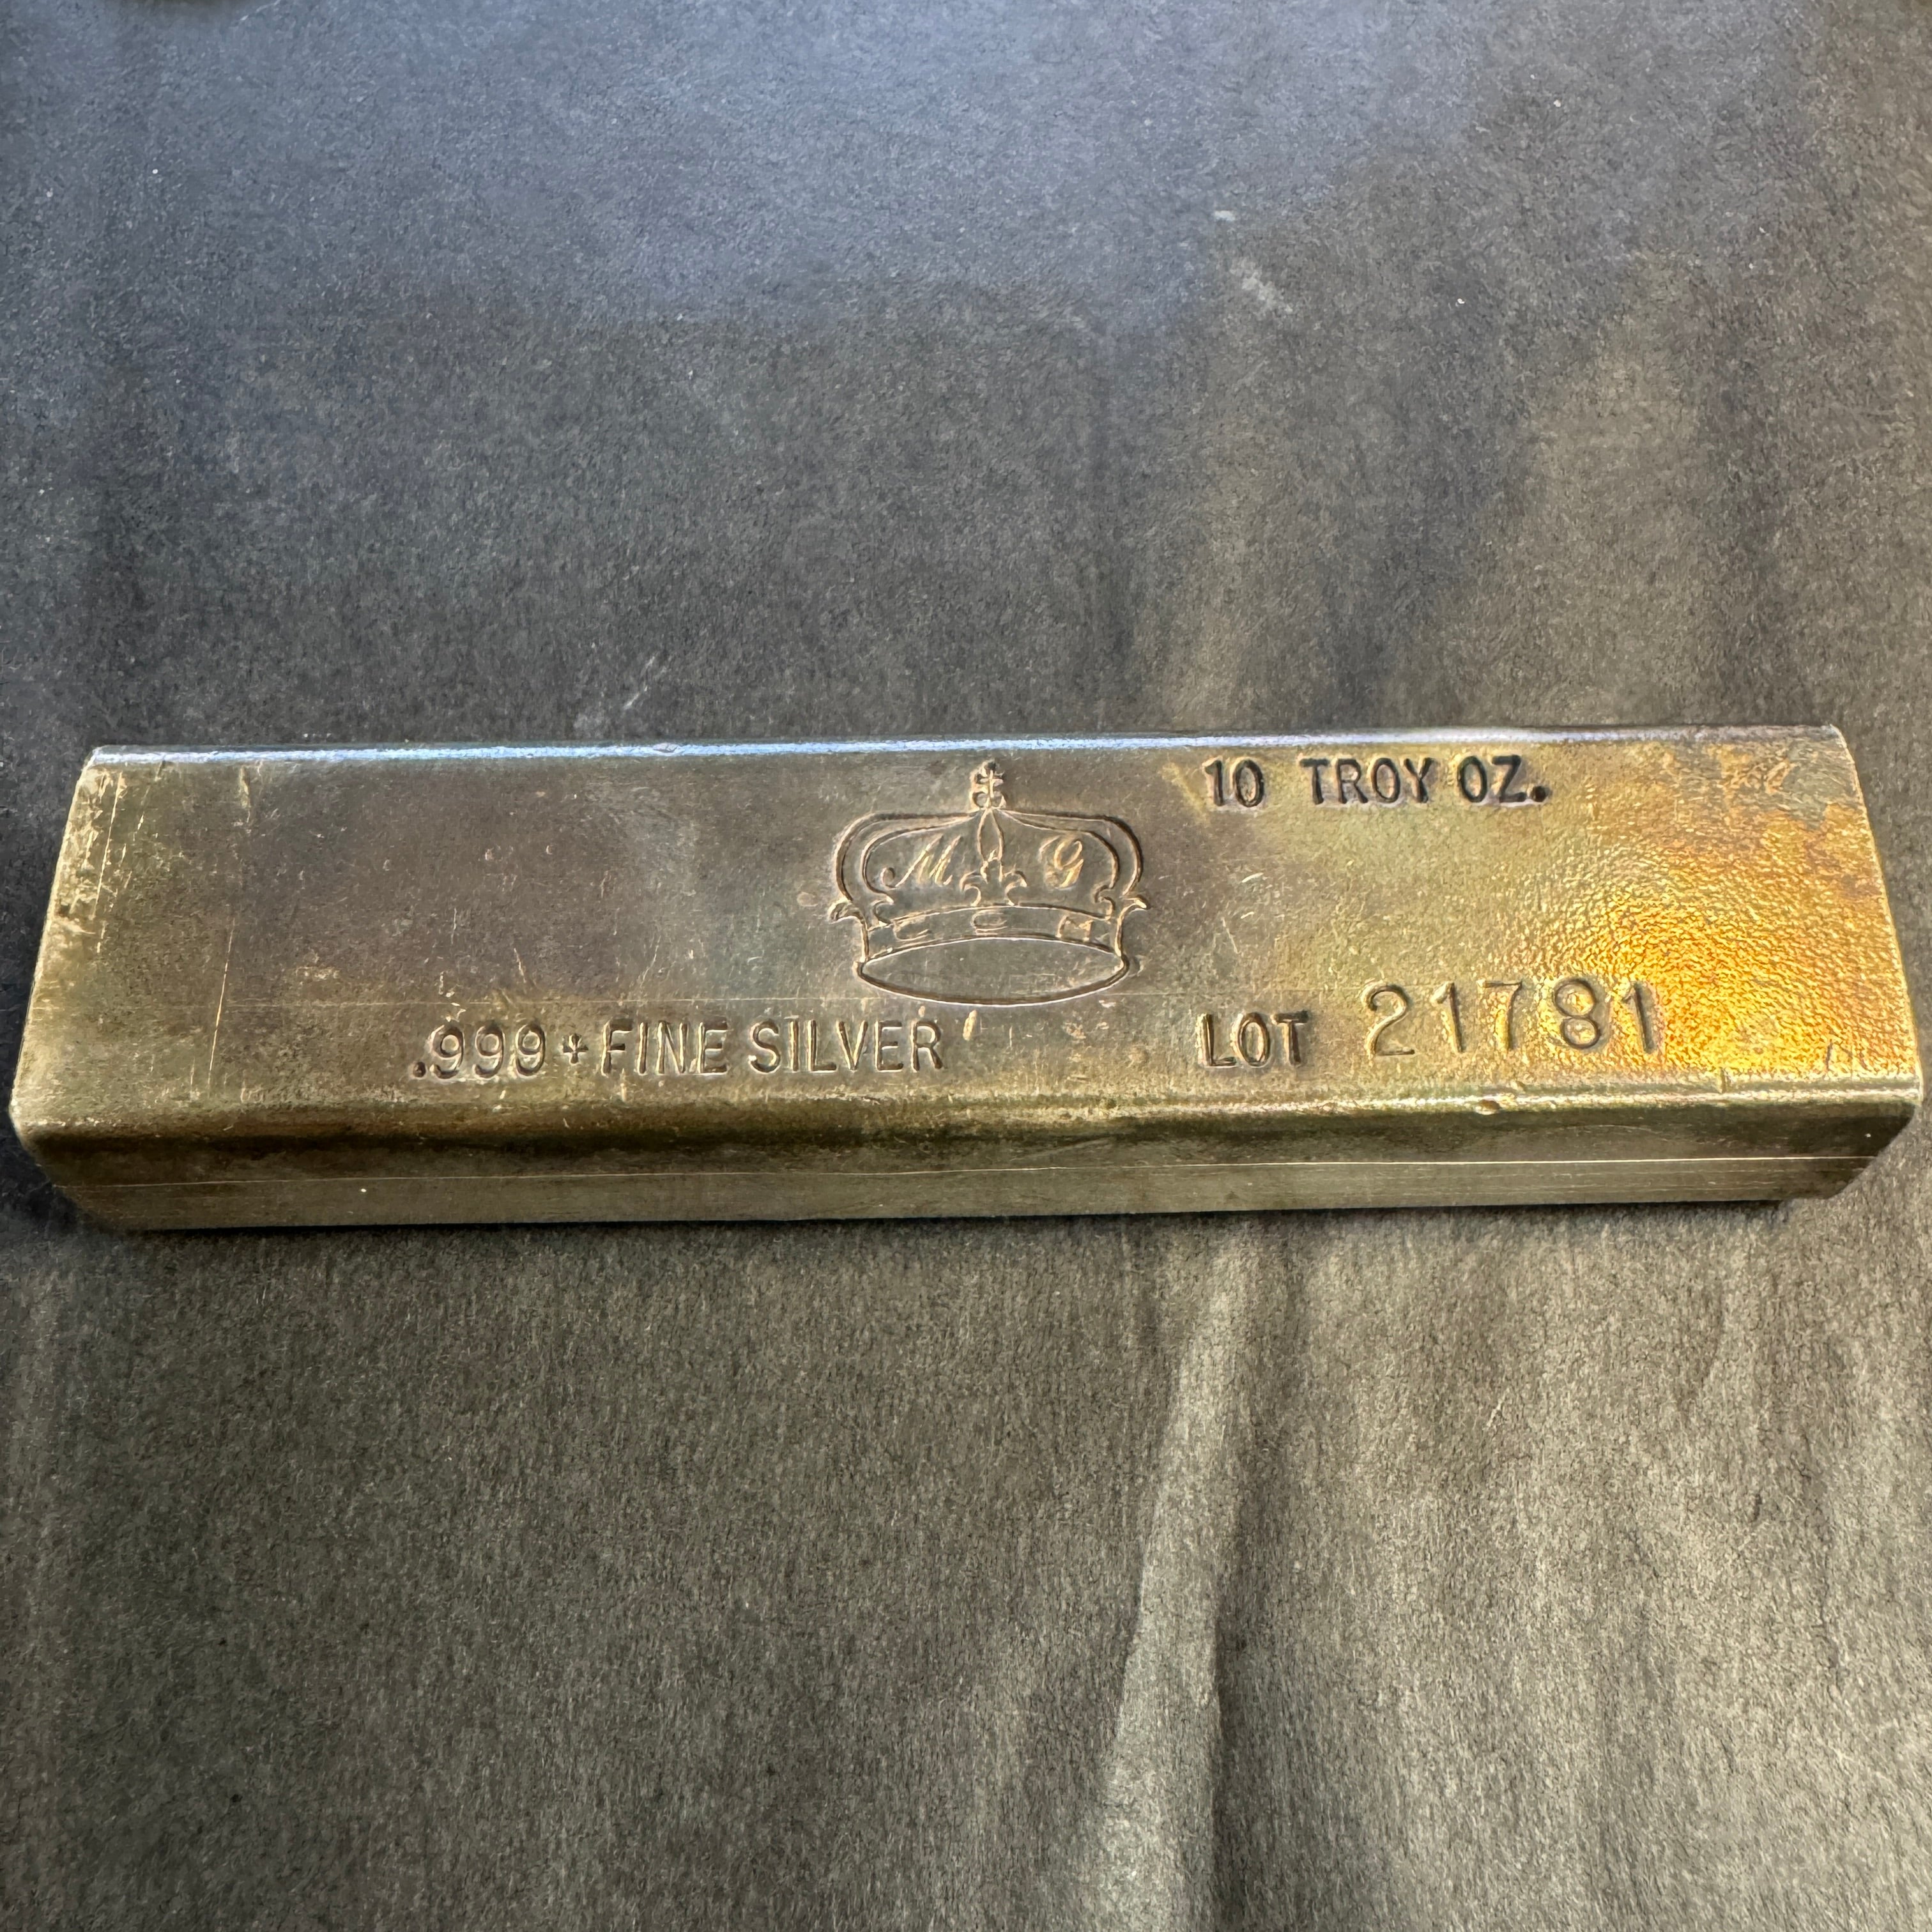 10 TROY OZ.
M G
.999+ FINE SILVER
LOT 21781